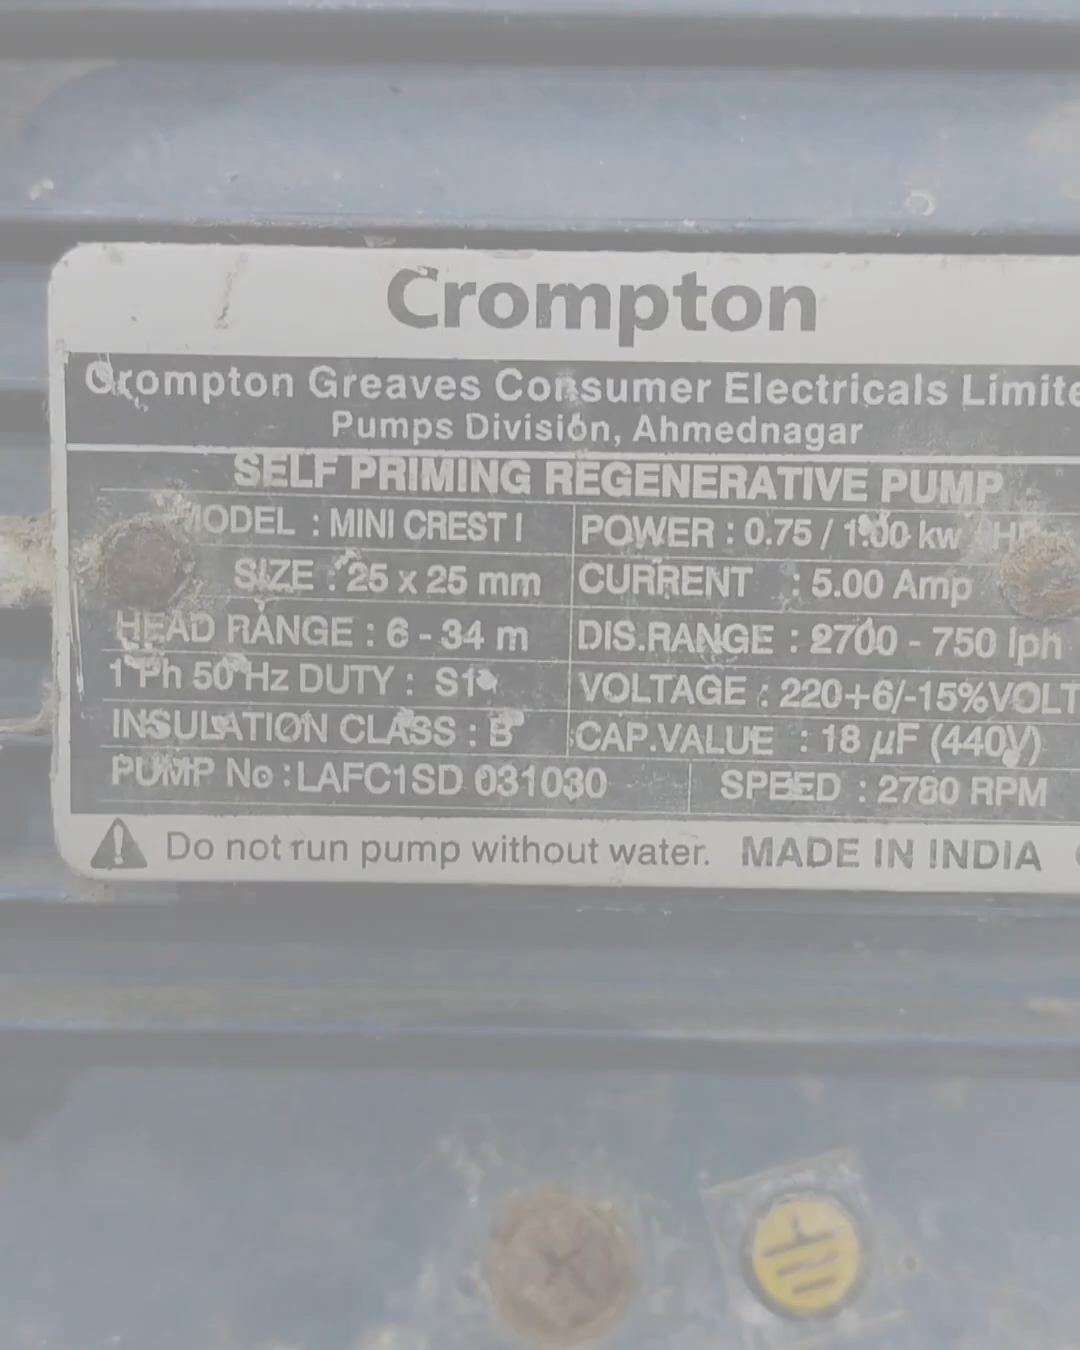 Crompton
Crompton Greaves Consumer Electricals Limite
Pumps Division, Ahmednagar
SELF PRIMING REGENERATIVE PUMP
MODEL : MINI CREST I POWER : 0.75 / 1.00 kw / HP
SIZE : 25 x 25 mm CURRENT : 5.00 Amp
HEAD RANGE : 6 - 34 m DIS.RANGE : 2700 - 750 lph
1 Ph 50 Hz DUTY : S1 VOLTAGE : 220+6/-15%VOLT
INSULATION CLASS : B CAP.VALUE : 18 µF (440V)
PUMP No : LAFC1SD 031030 SPEED : 2780 RPM
Do not run pump without water. MADE IN INDIA